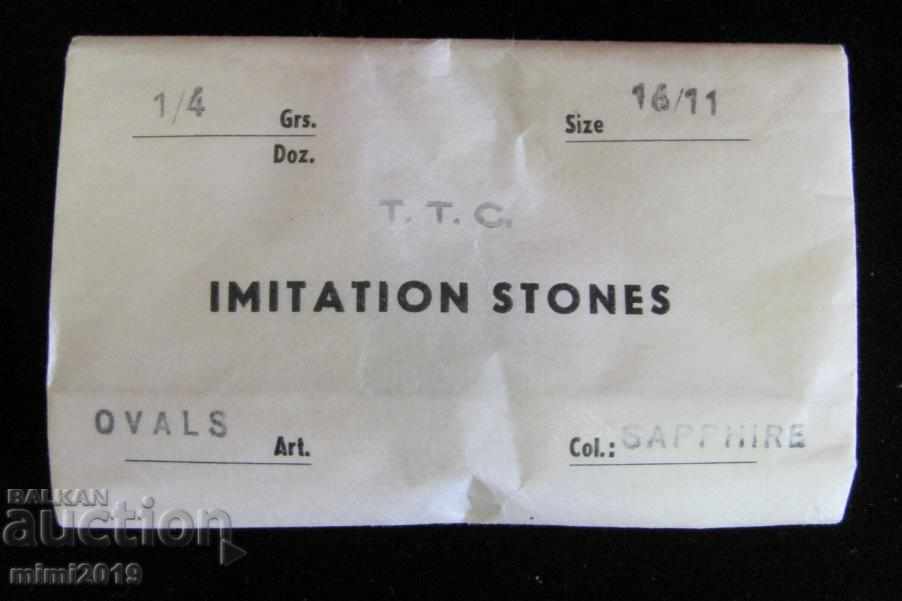 1/4 Grs. Size 16/11
Doz.
T. T. C.
IMITATION STONES
OVALS Art. Col.: SAPPHIRE
BALKAN
auction
mimi2019